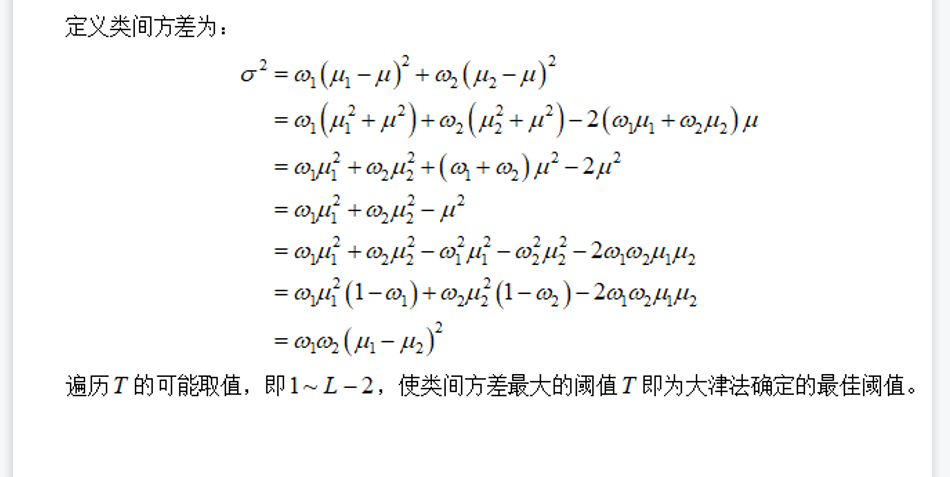 定义类间方差为：
σ² = ω₁(μ₁ − μ)² + ω₂(μ₂ − μ)²
= ω₁(μ₁² + μ²) + ω₂(μ₂² + μ²) − 2(ω₁μ₁ + ω₂μ₂)μ
= ω₁μ₁² + ω₂μ₂² + (ω₁ + ω₂)μ² − 2μ²
= ω₁μ₁² + ω₂μ₂² − μ²
= ω₁μ₁² + ω₂μ₂² − ω₁²μ₁² − ω₂²μ₂² − 2ω₁ω₂μ₁μ₂
= ω₁μ₁²(1 − ω₁) + ω₂μ₂²(1 − ω₂) − 2ω₁ω₂μ₁μ₂
= ω₁ω₂(μ₁ − μ₂)²
遍历 T 的可能取值，即 1 ~ L − 2，使类间方差最大的阈值 T 即为大津法确定的最佳阈值。